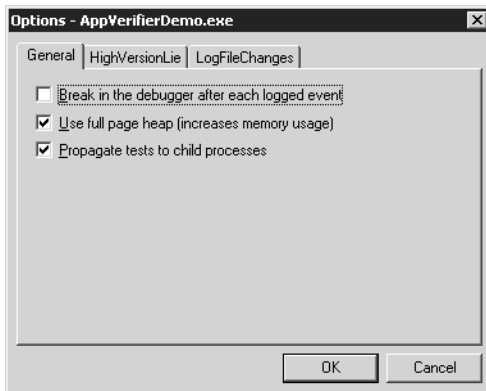 Options - AppVerifierDemo.exe
General HighVersionLie LogFileChanges
Break in the debugger after each logged event
Use full page heap (increases memory usage)
Propagate tests to child processes
OK Cancel